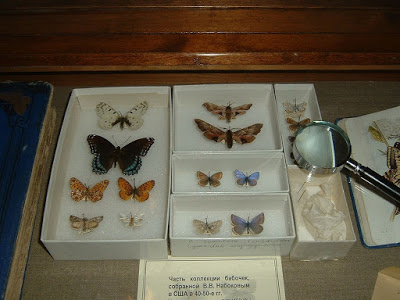 Часть коллекции бабочек,
собранной В.В. Набоковым
в США в 40-50-е гг.